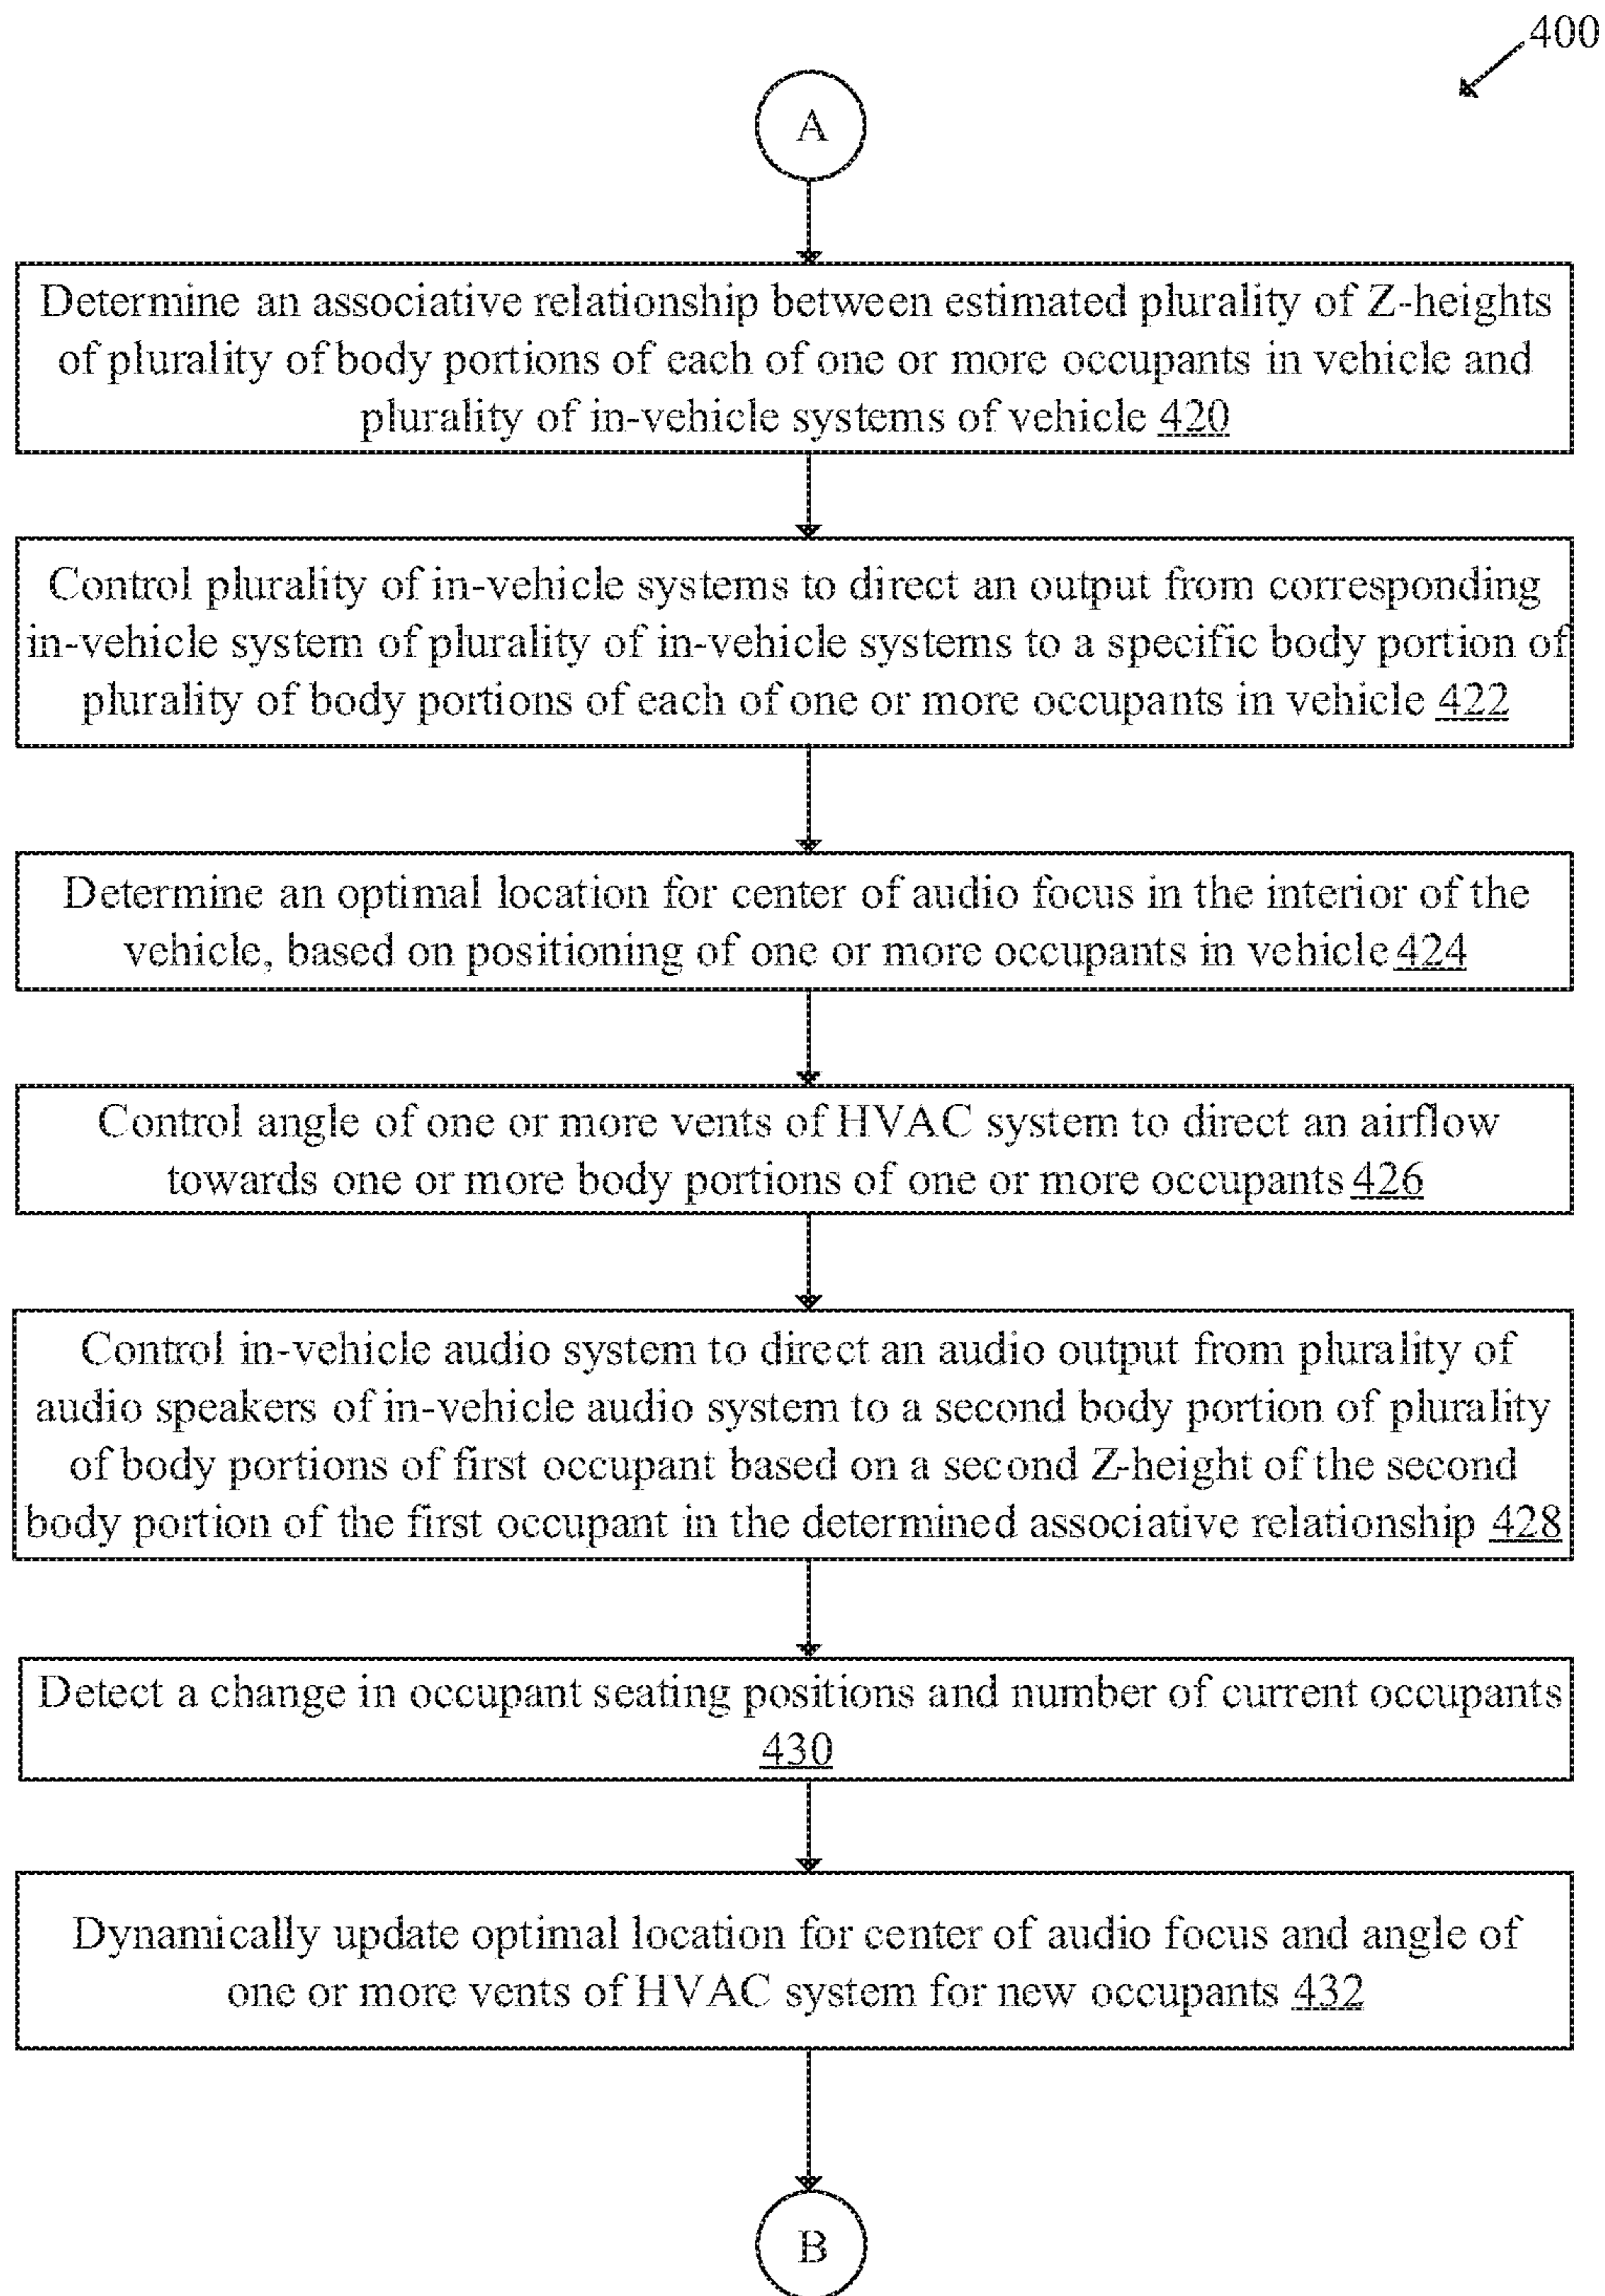 400
A
Determine an associative relationship between estimated plurality of Z-heights
of plurality of body portions of each of one or more occupants in vehicle and
plurality of in-vehicle systems of vehicle 420
Control plurality of in-vehicle systems to direct an output from corresponding
in-vehicle system of plurality of in-vehicle systems to a specific body portion of
plurality of body portions of each of one or more occupants in vehicle 422
Determine an optimal location for center of audio focus in the interior of the
vehicle, based on positioning of one or more occupants in vehicle 424
Control angle of one or more vents of HVAC system to direct an airflow
towards one or more body portions of one or more occupants 426
Control in-vehicle audio system to direct an audio output from plurality of
audio speakers of in-vehicle audio system to a second body portion of plurality
of body portions of first occupant based on a second Z-height of the second
body portion of the first occupant in the determined associative relationship 428
Detect a change in occupant seating positions and number of current occupants
430
Dynamically update optimal location for center of audio focus and angle of
one or more vents of HVAC system for new occupants 432
B